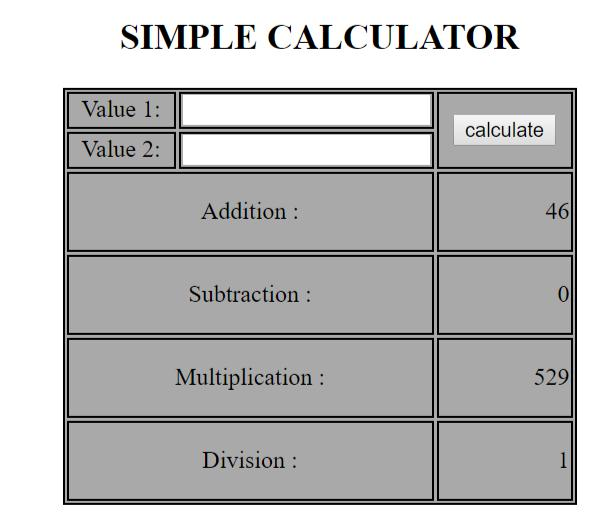 SIMPLE CALCULATOR
Value 1:
calculate
Value 2:
Addition : 46
Subtraction : 0
Multiplication : 529
Division : 1